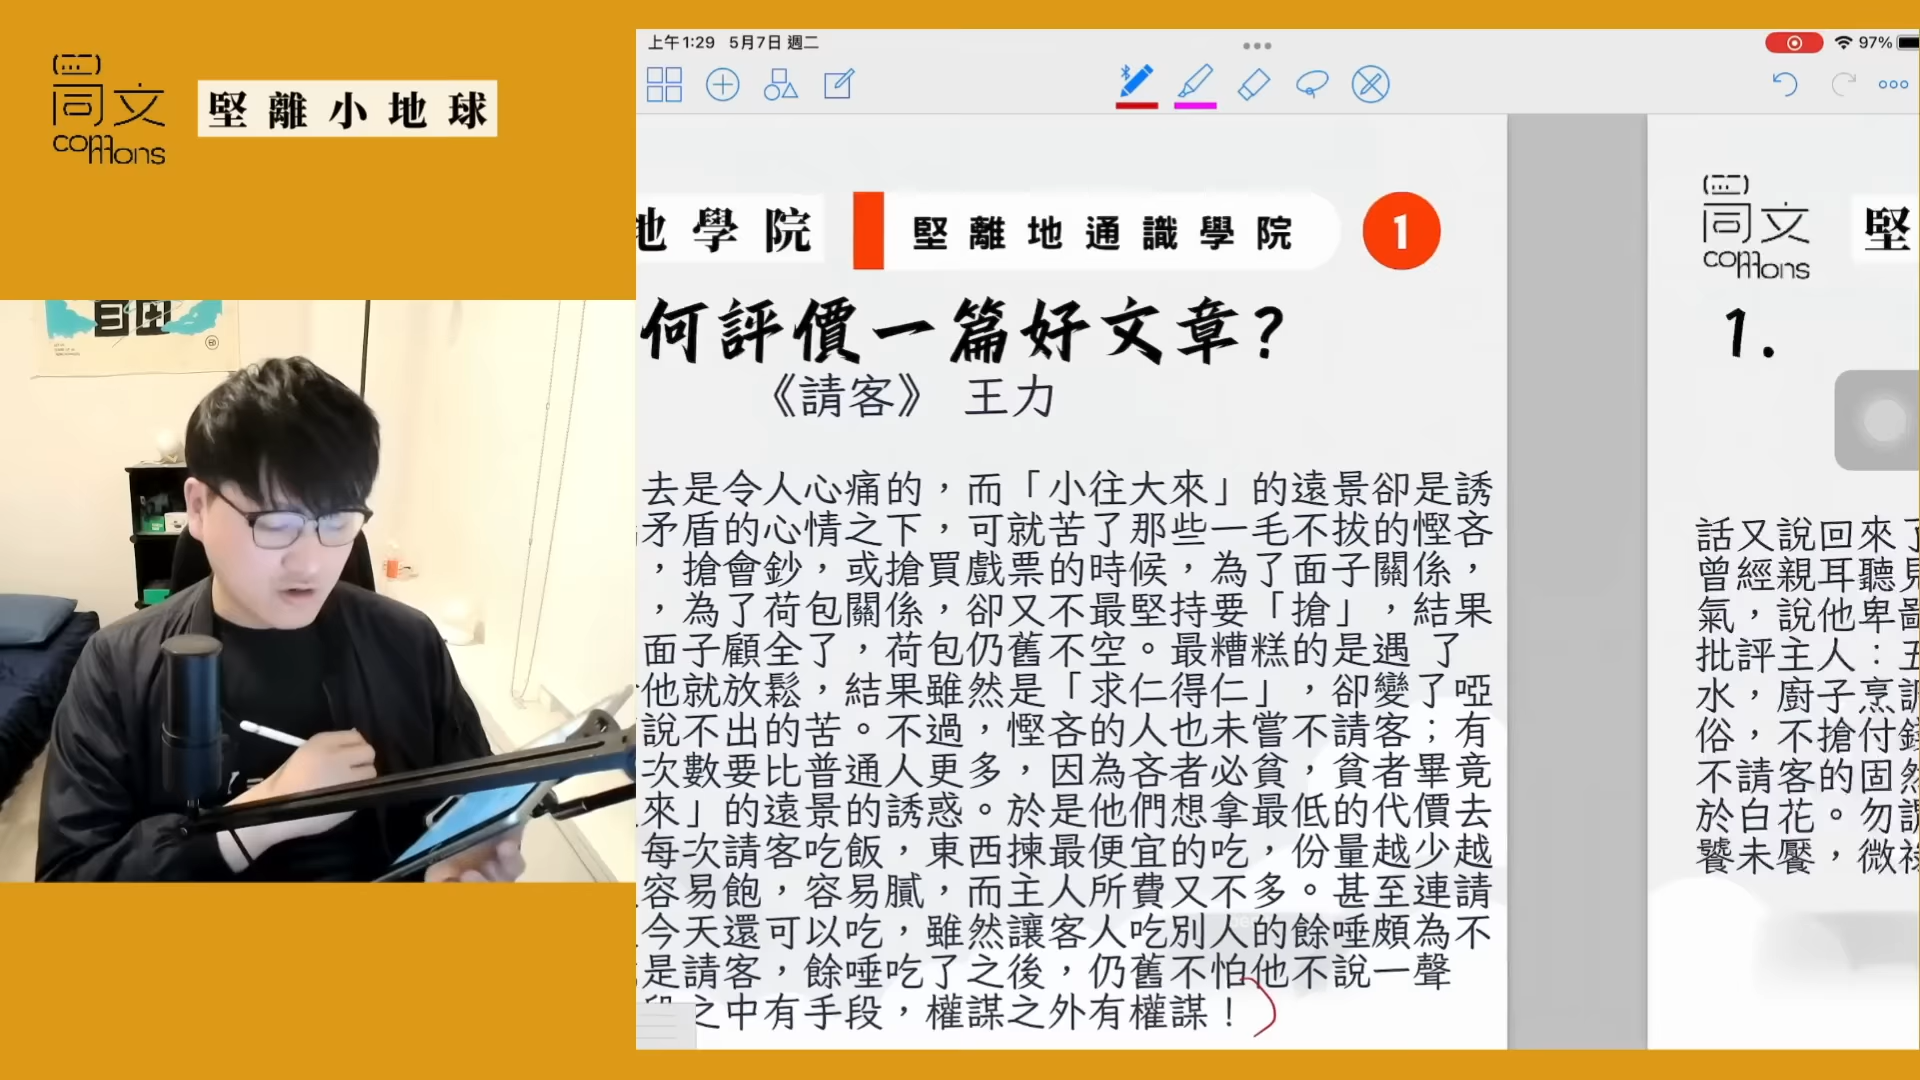 同文
commons
堅離小地球
自由
上午1:29 5月7日 週二
97%
地學院
堅離地通識學院
1
何評價一篇好文章?
《請客》 王力
去是令人心痛的,而「小往大來」的遠景卻是誘
矛盾的心情之下,可就苦了那些一毛不拔的慳吝
,搶會鈔,或搶買戲票的時候,為了面子關係,
,為了荷包關係,卻又不最堅持要「搶」,結果
面子顧全了,荷包仍舊不空。最糟糕的是遇 了
他就放鬆,結果雖然是「求仁得仁」,卻變了啞
說不出的苦。不過,慳吝的人也未嘗不請客;有
次數要比普通人更多,因為吝者必貧,貧者畢竟
來」的遠景的誘惑。於是他們想拿最低的代價去
每次請客吃飯,東西揀最便宜的吃,份量越少越
容易飽,容易膩,而主人所費又不多。甚至連請
今天還可以吃,雖然讓客人吃別人的餘唾頗為不
是請客,餘唾吃了之後,仍舊不怕他不說一聲
段之中有手段,權謀之外有權謀!
同文
commons
堅
1.
話又說回來了
曾經親耳聽見
氣,說他卑鄙
批評主人:五
水,廚子烹調
俗,不搶付錢
不請客的固然
於白花。勿謂
饕未饜,微祿